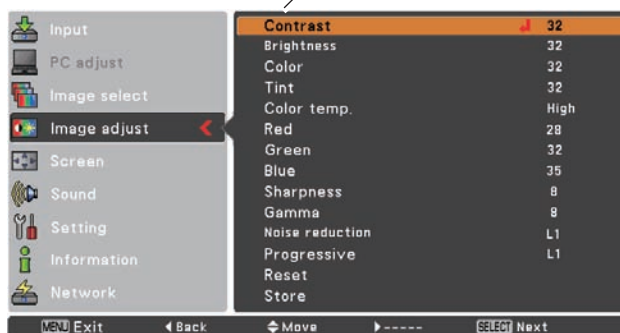 Input
PC adjust
Image select
Image adjust
Screen
Sound
Setting
Information
Network
Contrast 32
Brightness 32
Color 32
Tint 32
Color temp. High
Red 28
Green 32
Blue 35
Sharpness 8
Gamma 8
Noise reduction L1
Progressive L1
Reset
Store
MENU Exit Back Move ----- SELECT Next